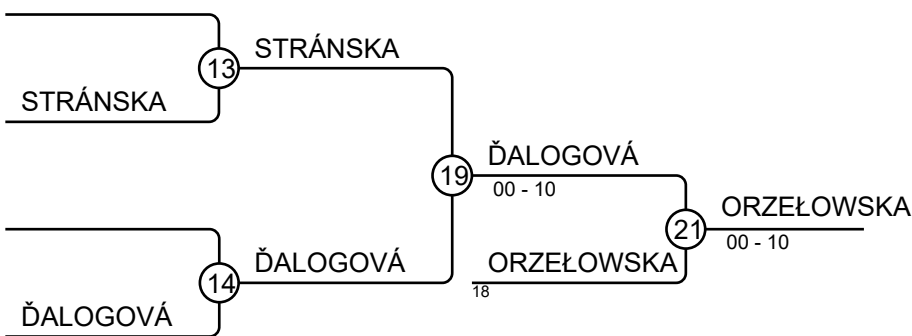 STRÁNSKA
13
STRÁNSKA
ĎALOGOVÁ
19
00 - 10
ORZEŁOWSKA
21
00 - 10
ĎALOGOVÁ
14
ORZEŁOWSKA
18
ĎALOGOVÁ